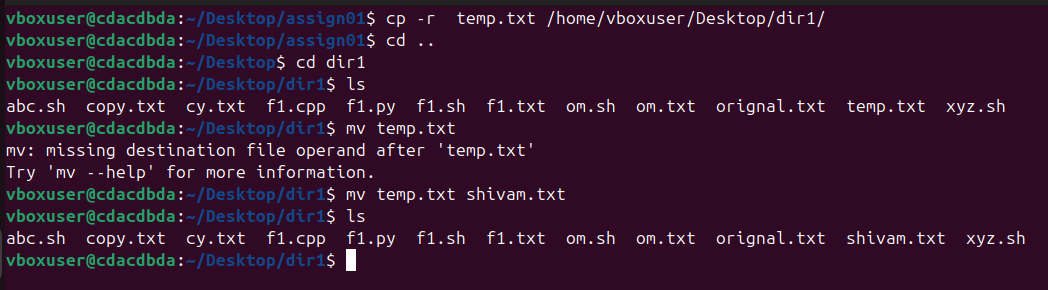 vboxuser@cdacdbda:~/Desktop/assign01$ cp -r  temp.txt /home/vboxuser/Desktop/dir1/
vboxuser@cdacdbda:~/Desktop/assign01$ cd ..
vboxuser@cdacdbda:~/Desktop$ cd dir1
vboxuser@cdacdbda:~/Desktop/dir1$ ls
abc.sh  copy.txt  cy.txt  f1.cpp  f1.py  f1.sh  f1.txt  om.sh  om.txt  orignal.txt  temp.txt  xyz.sh
vboxuser@cdacdbda:~/Desktop/dir1$ mv temp.txt
mv: missing destination file operand after 'temp.txt'
Try 'mv --help' for more information.
vboxuser@cdacdbda:~/Desktop/dir1$ mv temp.txt shivam.txt
vboxuser@cdacdbda:~/Desktop/dir1$ ls
abc.sh  copy.txt  cy.txt  f1.cpp  f1.py  f1.sh  f1.txt  om.sh  om.txt  orignal.txt  shivam.txt  xyz.sh
vboxuser@cdacdbda:~/Desktop/dir1$